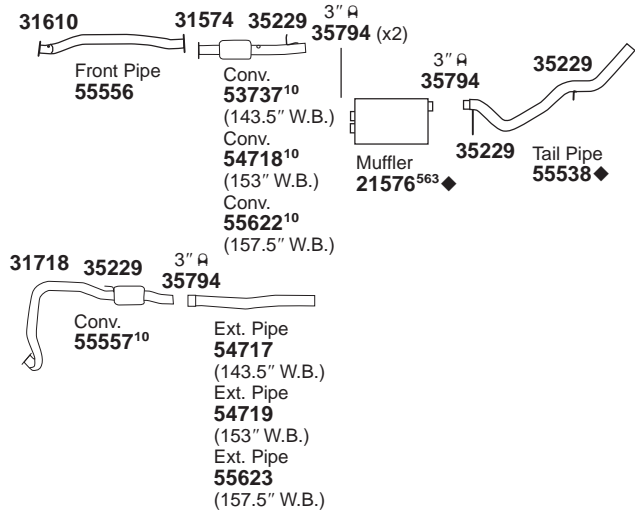 31610
31574
35229
3″
35794 (x2)
Front Pipe
55556
Conv.
53737¹⁰
(143.5″ W.B.)
Conv.
54718¹⁰
(153″ W.B.)
Conv.
55622¹⁰
(157.5″ W.B.)
Muffler
21576⁵⁶³◆
3″
35794
35229
35229
Tail Pipe
55538◆
31718
35229
3″
35794
Conv.
55557¹⁰
Ext. Pipe
54717
(143.5″ W.B.)
Ext. Pipe
54719
(153″ W.B.)
Ext. Pipe
55623
(157.5″ W.B.)